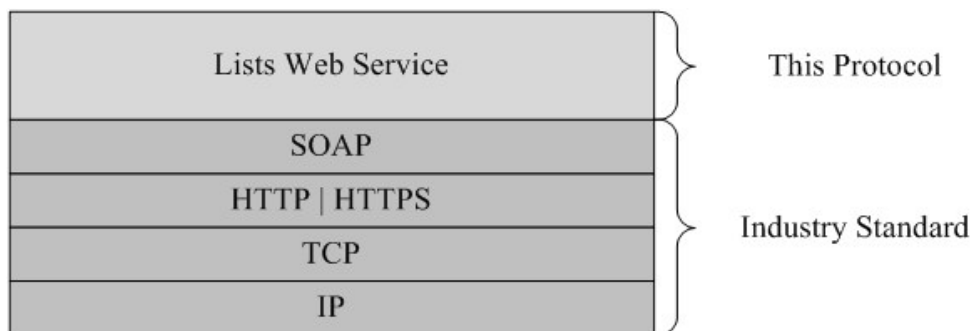 Lists Web Service
This Protocol
SOAP
HTTP | HTTPS
TCP
IP
Industry Standard